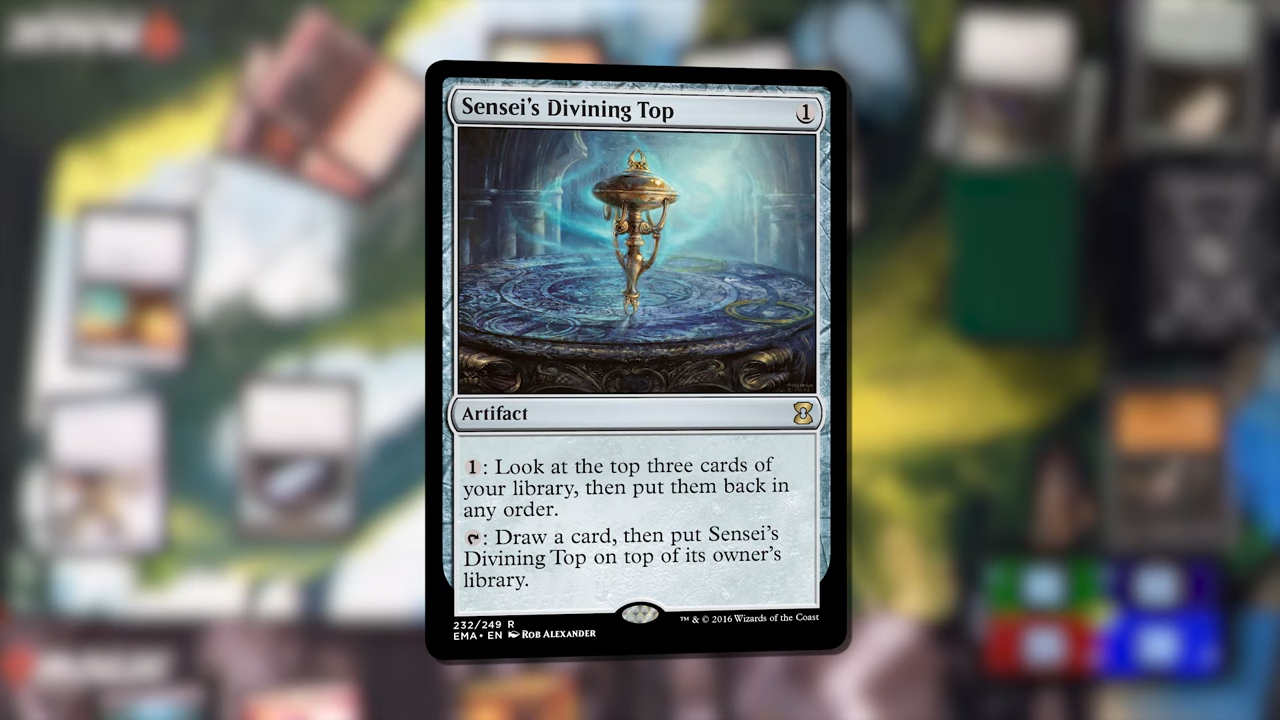 Sensei's Divining Top 1
Artifact
1: Look at the top three cards of
your library, then put them back in
any order.
: Draw a card, then put Sensei's
Divining Top on top of its owner's
library.
232/249 R
EMA • EN ROB ALEXANDER
™ & © 2016 Wizards of the Coast